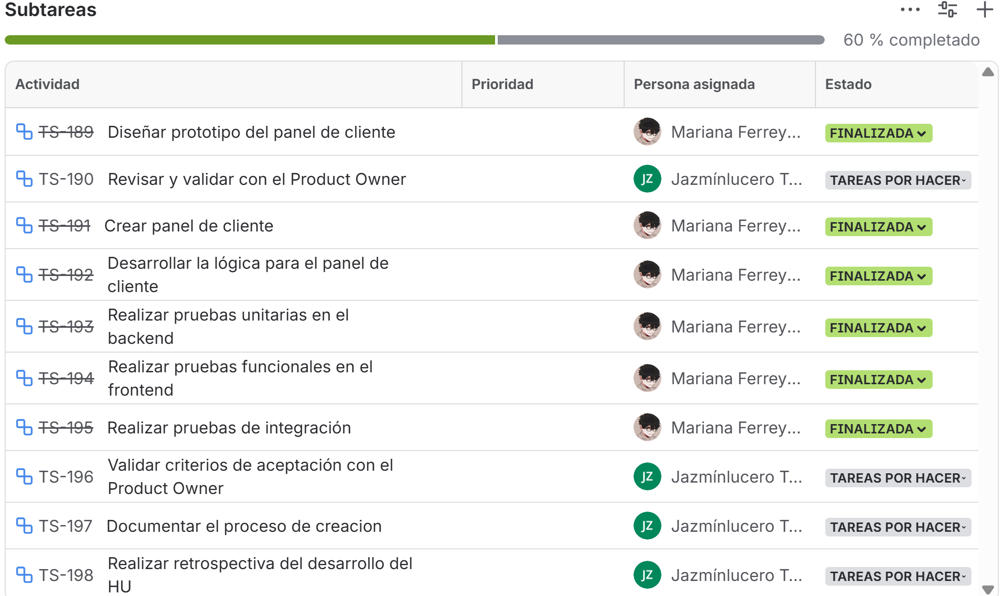 Subtareas
60 % completado
Actividad Prioridad Persona asignada Estado
TS-189 Diseñar prototipo del panel de cliente Mariana Ferrey... FINALIZADA
TS-190 Revisar y validar con el Product Owner JZ Jazmínlucero T... TAREAS POR HACER
TS-191 Crear panel de cliente Mariana Ferrey... FINALIZADA
TS-192 Desarrollar la lógica para el panel de
cliente Mariana Ferrey... FINALIZADA
TS-193 Realizar pruebas unitarias en el
backend Mariana Ferrey... FINALIZADA
TS-194 Realizar pruebas funcionales en el
frontend Mariana Ferrey... FINALIZADA
TS-195 Realizar pruebas de integración Mariana Ferrey... FINALIZADA
TS-196 Validar criterios de aceptación con el
Product Owner JZ Jazmínlucero T... TAREAS POR HACER
TS-197 Documentar el proceso de creacion JZ Jazmínlucero T... TAREAS POR HACER
TS-198 Realizar retrospectiva del desarrollo del
HU JZ Jazmínlucero T... TAREAS POR HACER